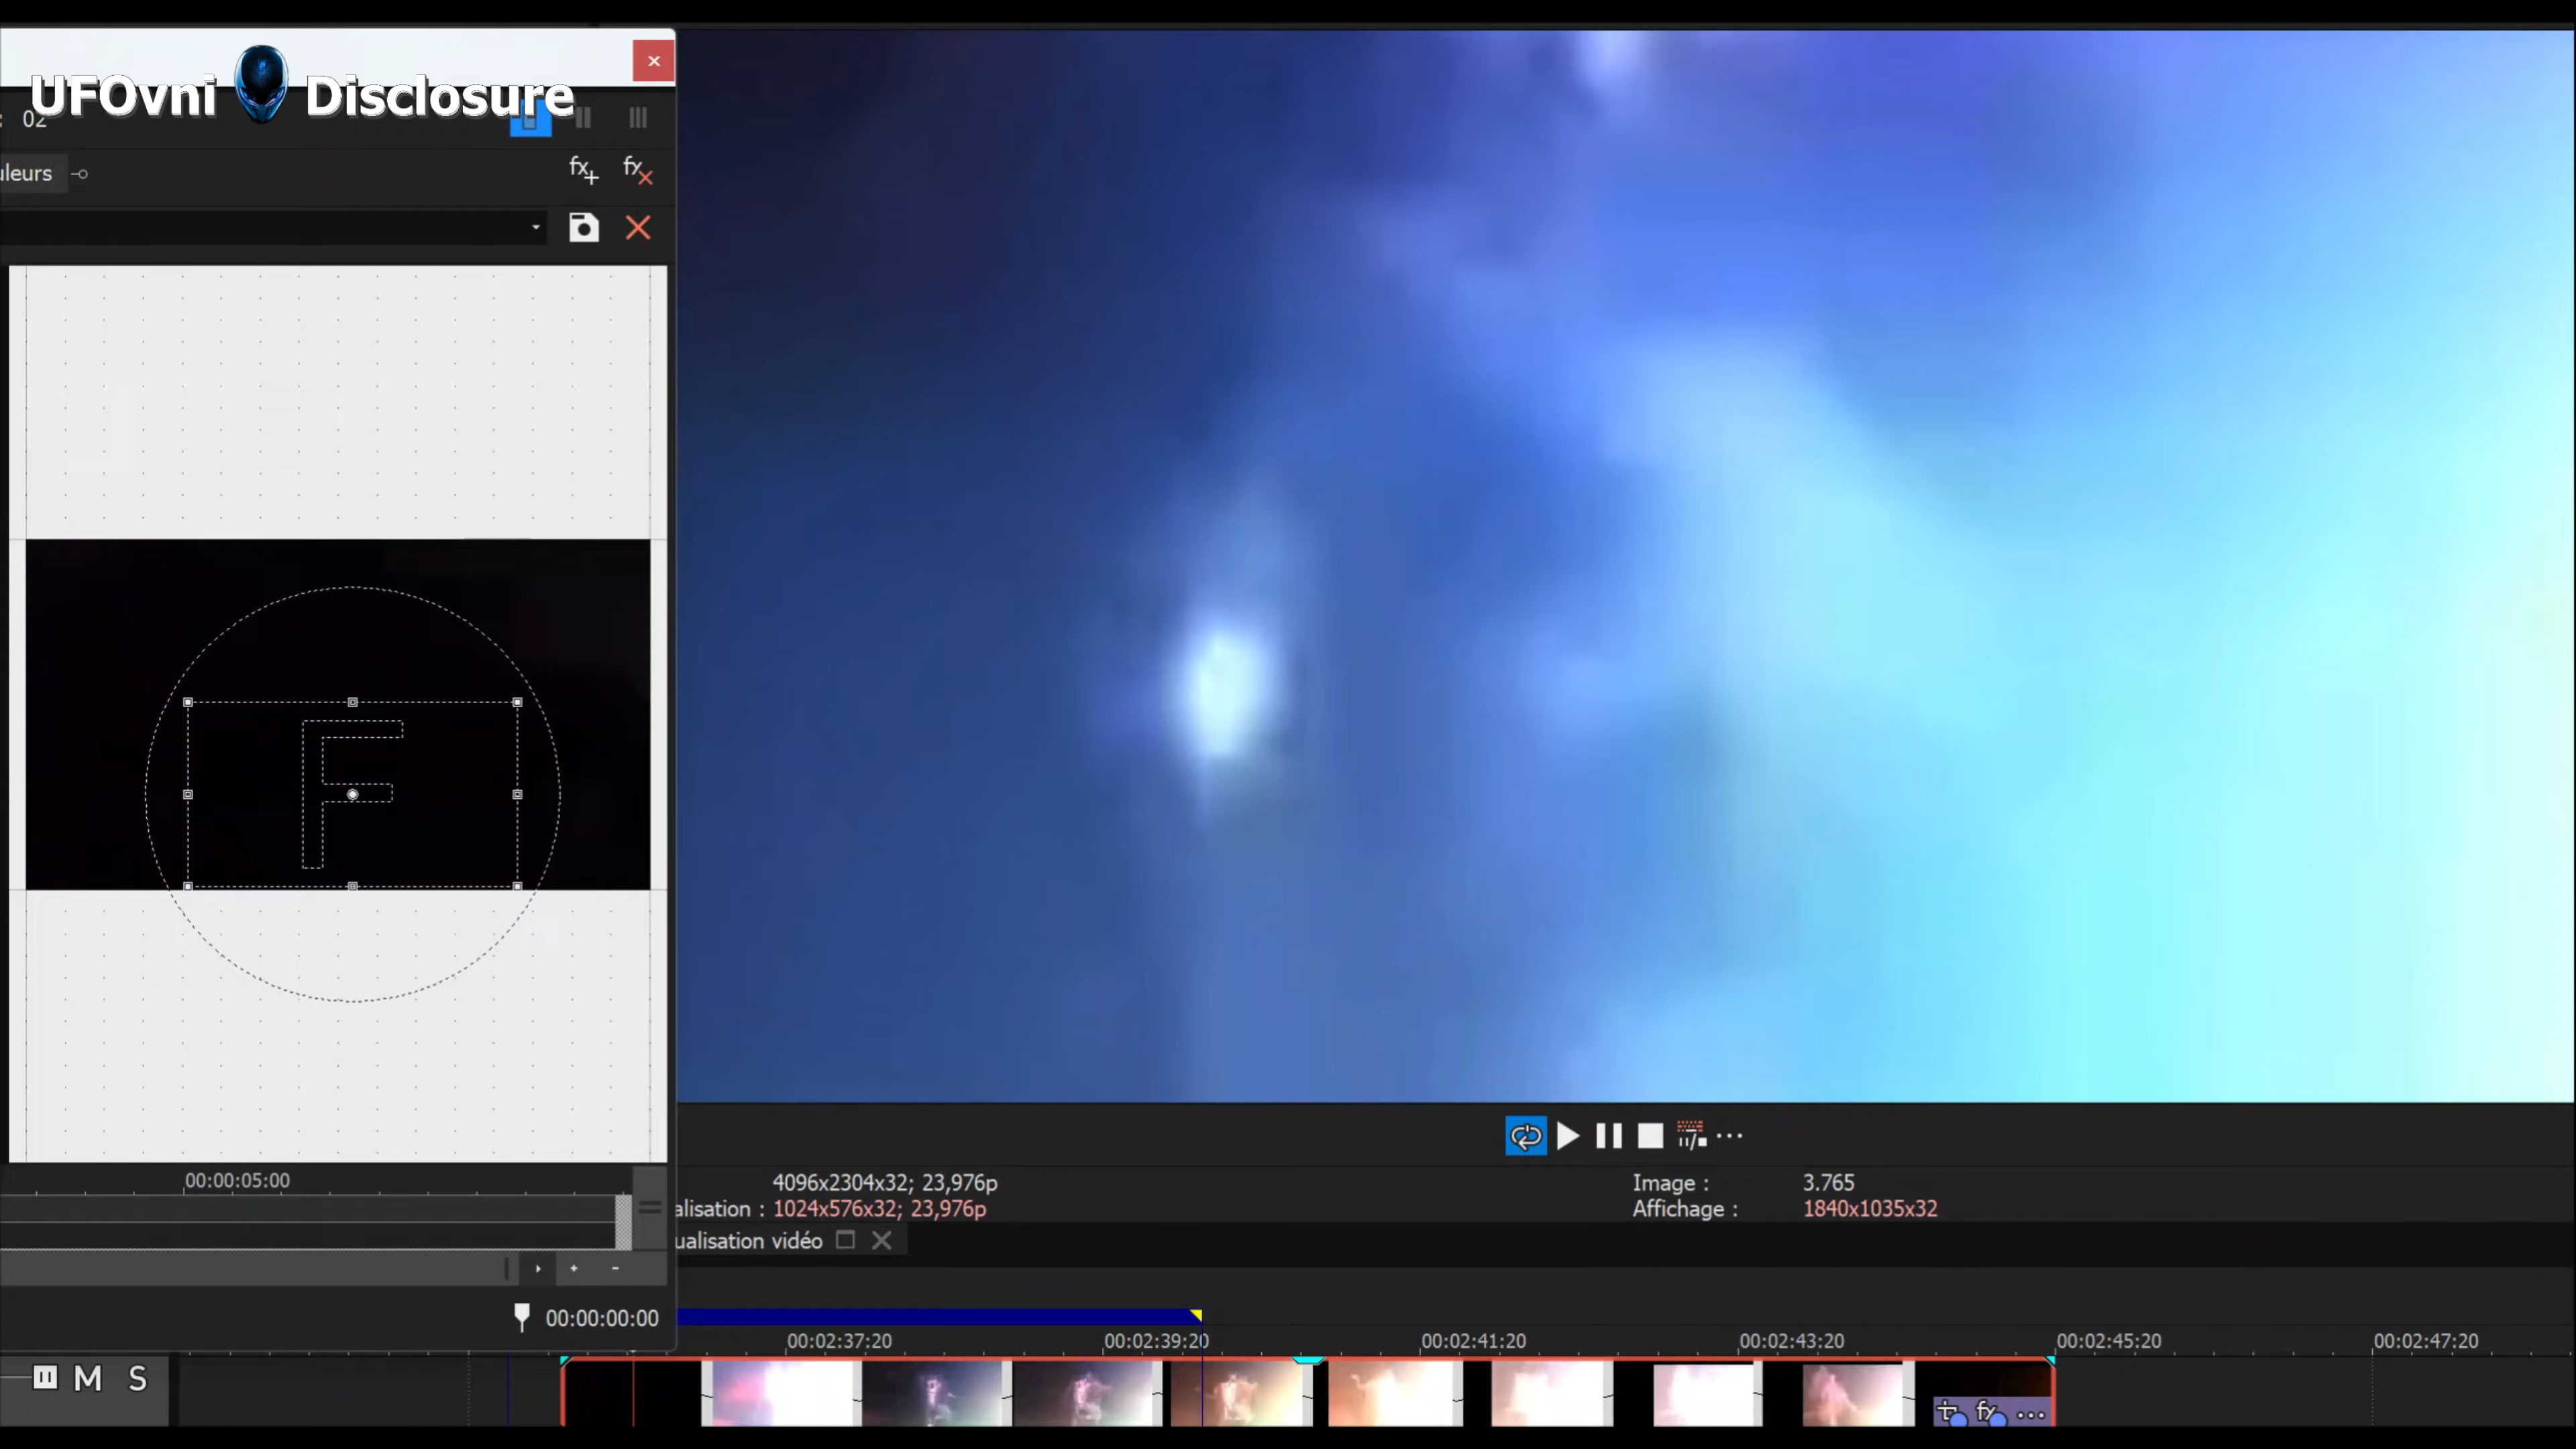 UFOvni Disclosure
: 02
uleurs
fx+ fx×
F
00:00:05:00
00:00:00:00
4096x2304x32; 23,976p
alisation : 1024x576x32; 23,976p
Image : 3.765
Affichage : 1840x1035x32
ualisation vidéo
00:02:37:20 00:02:39:20 00:02:41:20 00:02:43:20 00:02:45:20 00:02:47:20
M S
fx